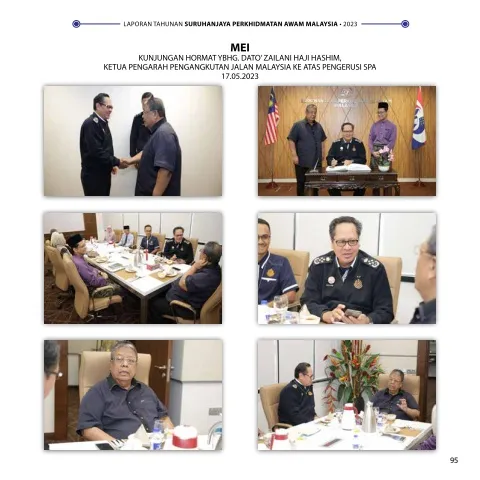 LAPORAN TAHUNAN SURUHANJAYA PERKHIDMATAN AWAM MALAYSIA • 2023
MEI
KUNJUNGAN HORMAT YBHG. DATO' ZAILANI HAJI HASHIM,
KETUA PENGARAH PENGANGKUTAN JALAN MALAYSIA KE ATAS PENGERUSI SPA
17.05.2023
95